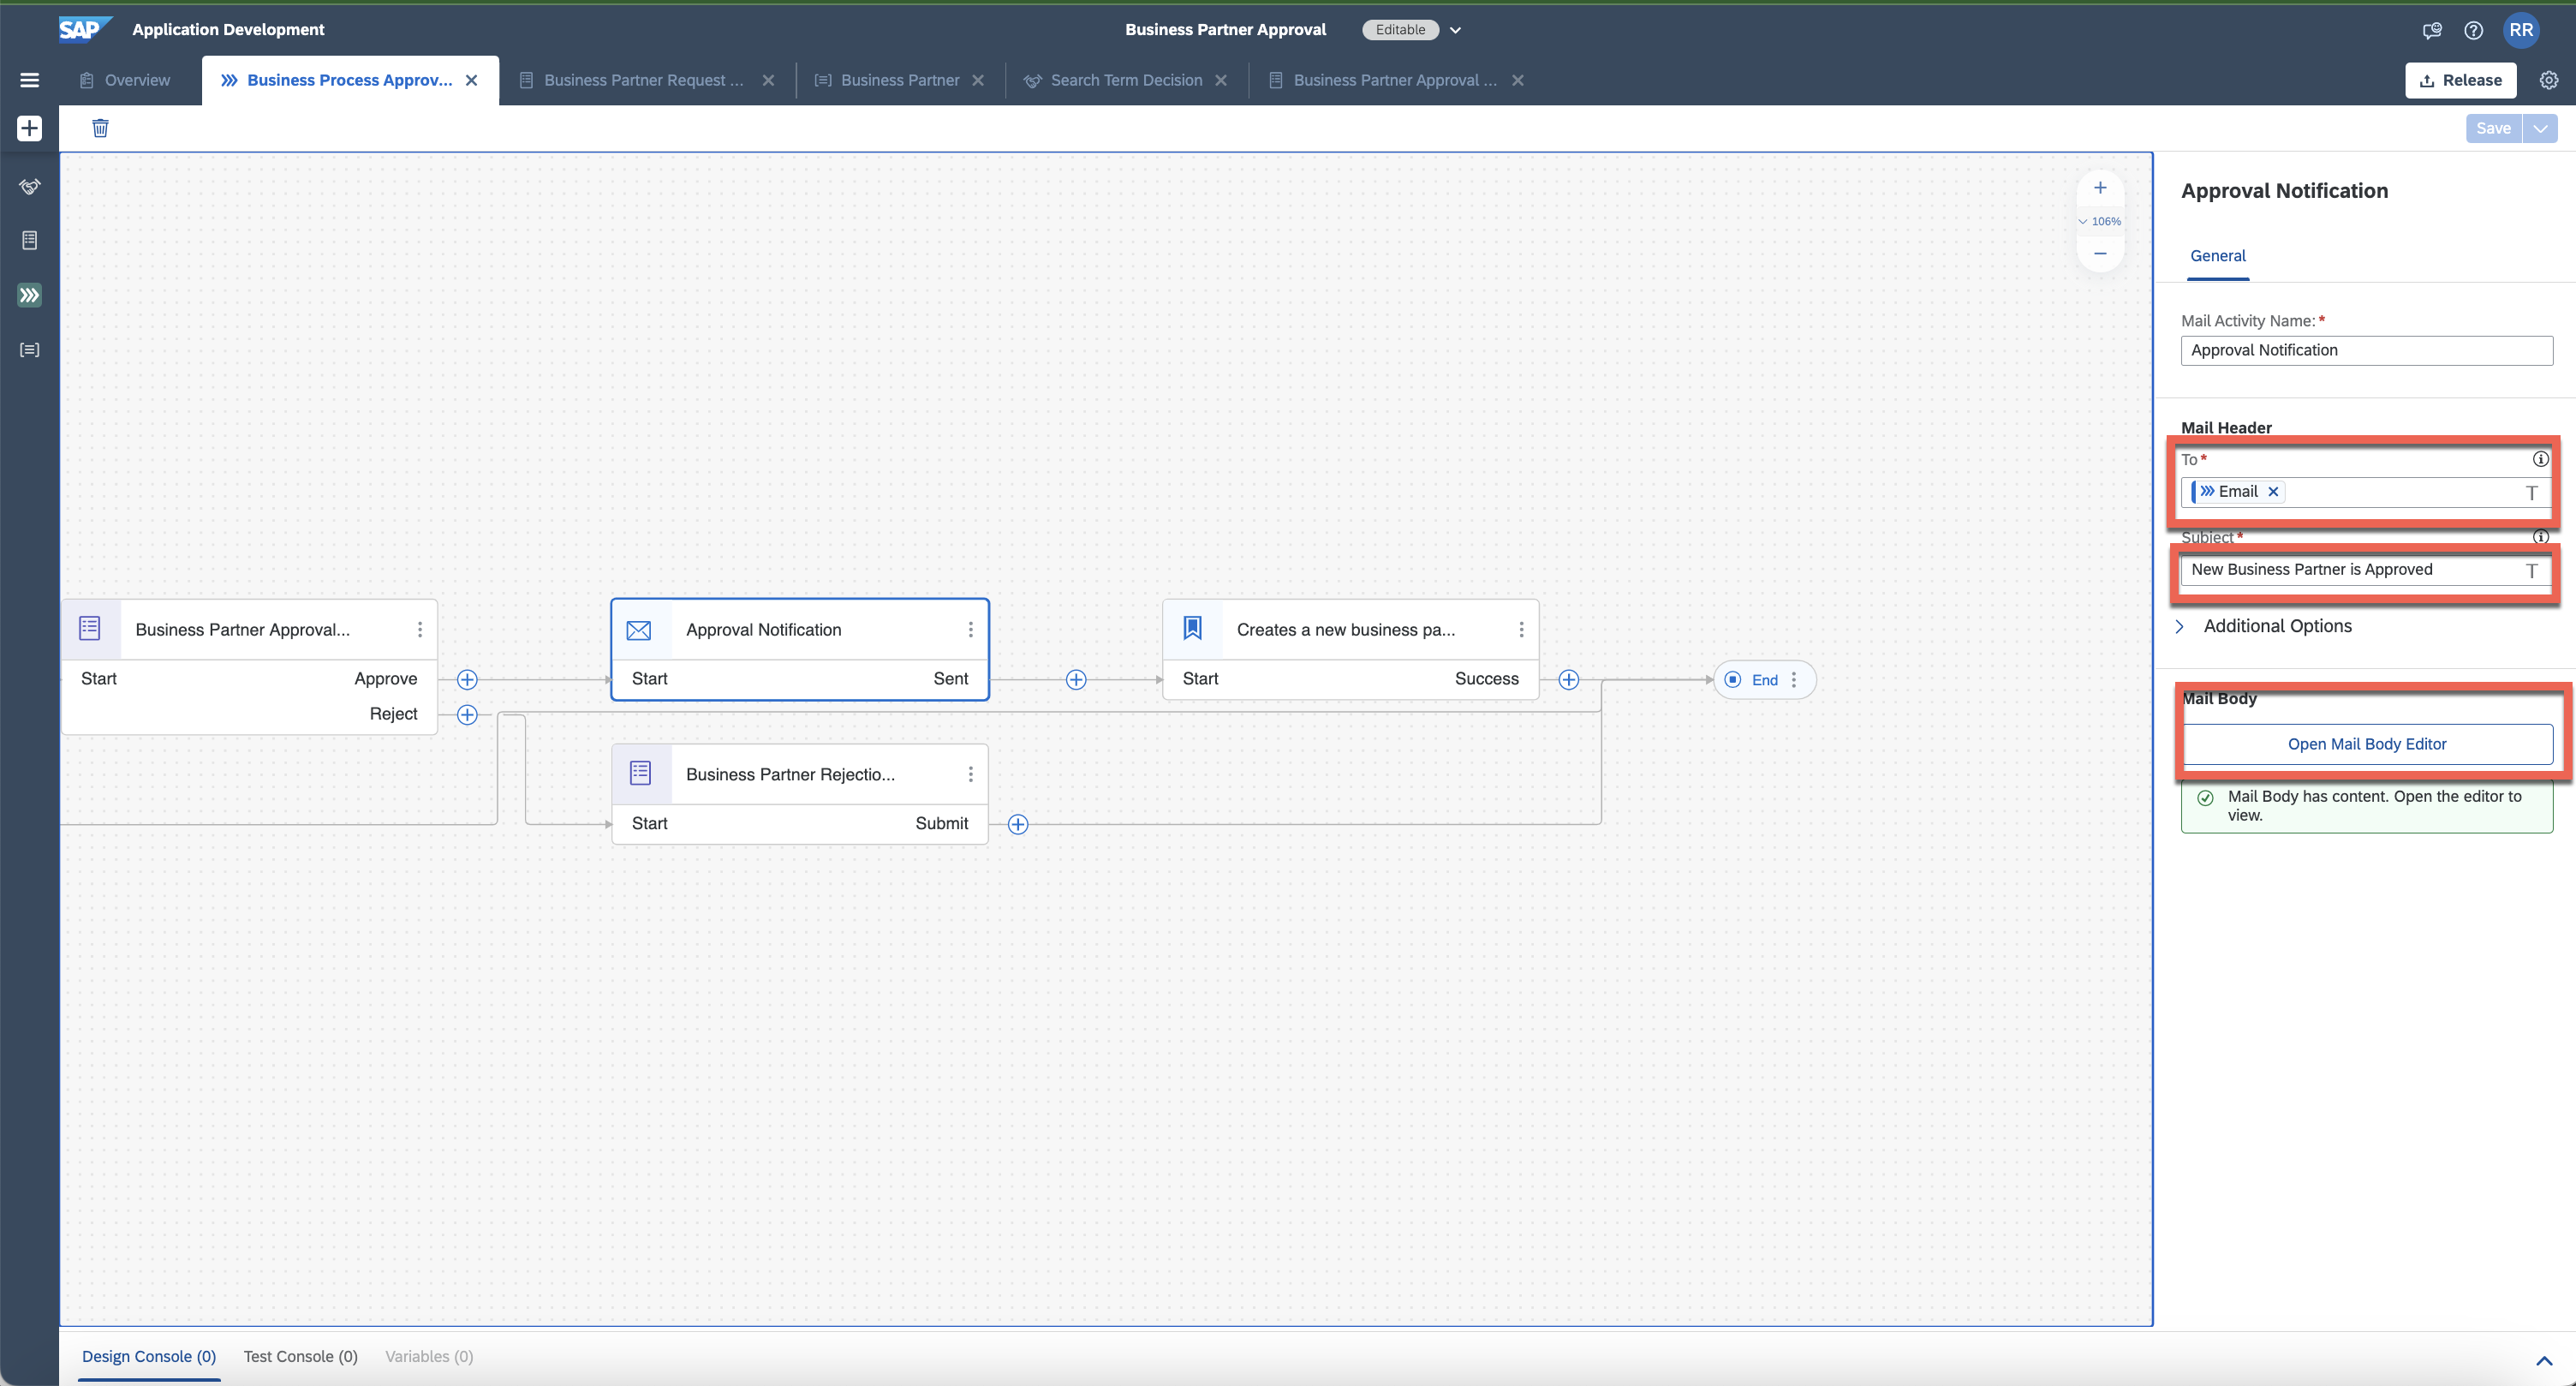 SAP
Application Development
Business Partner Approval
Editable
RR
Overview
Business Process Approv...
Business Partner Request ...
Business Partner
Search Term Decision
Business Partner Approval ...
Release
Save
106%
Business Partner Approval...
Start
Approve
Reject
Approval Notification
Start
Sent
Creates a new business pa...
Start
Success
End
Business Partner Rejectio...
Start
Submit
Approval Notification
General
Mail Activity Name:*
Approval Notification
Mail Header
To*
Email
T
Subject*
New Business Partner is Approved
T
Additional Options
Mail Body
Open Mail Body Editor
Mail Body has content. Open the editor to
view.
Design Console (0)
Test Console (0)
Variables (0)